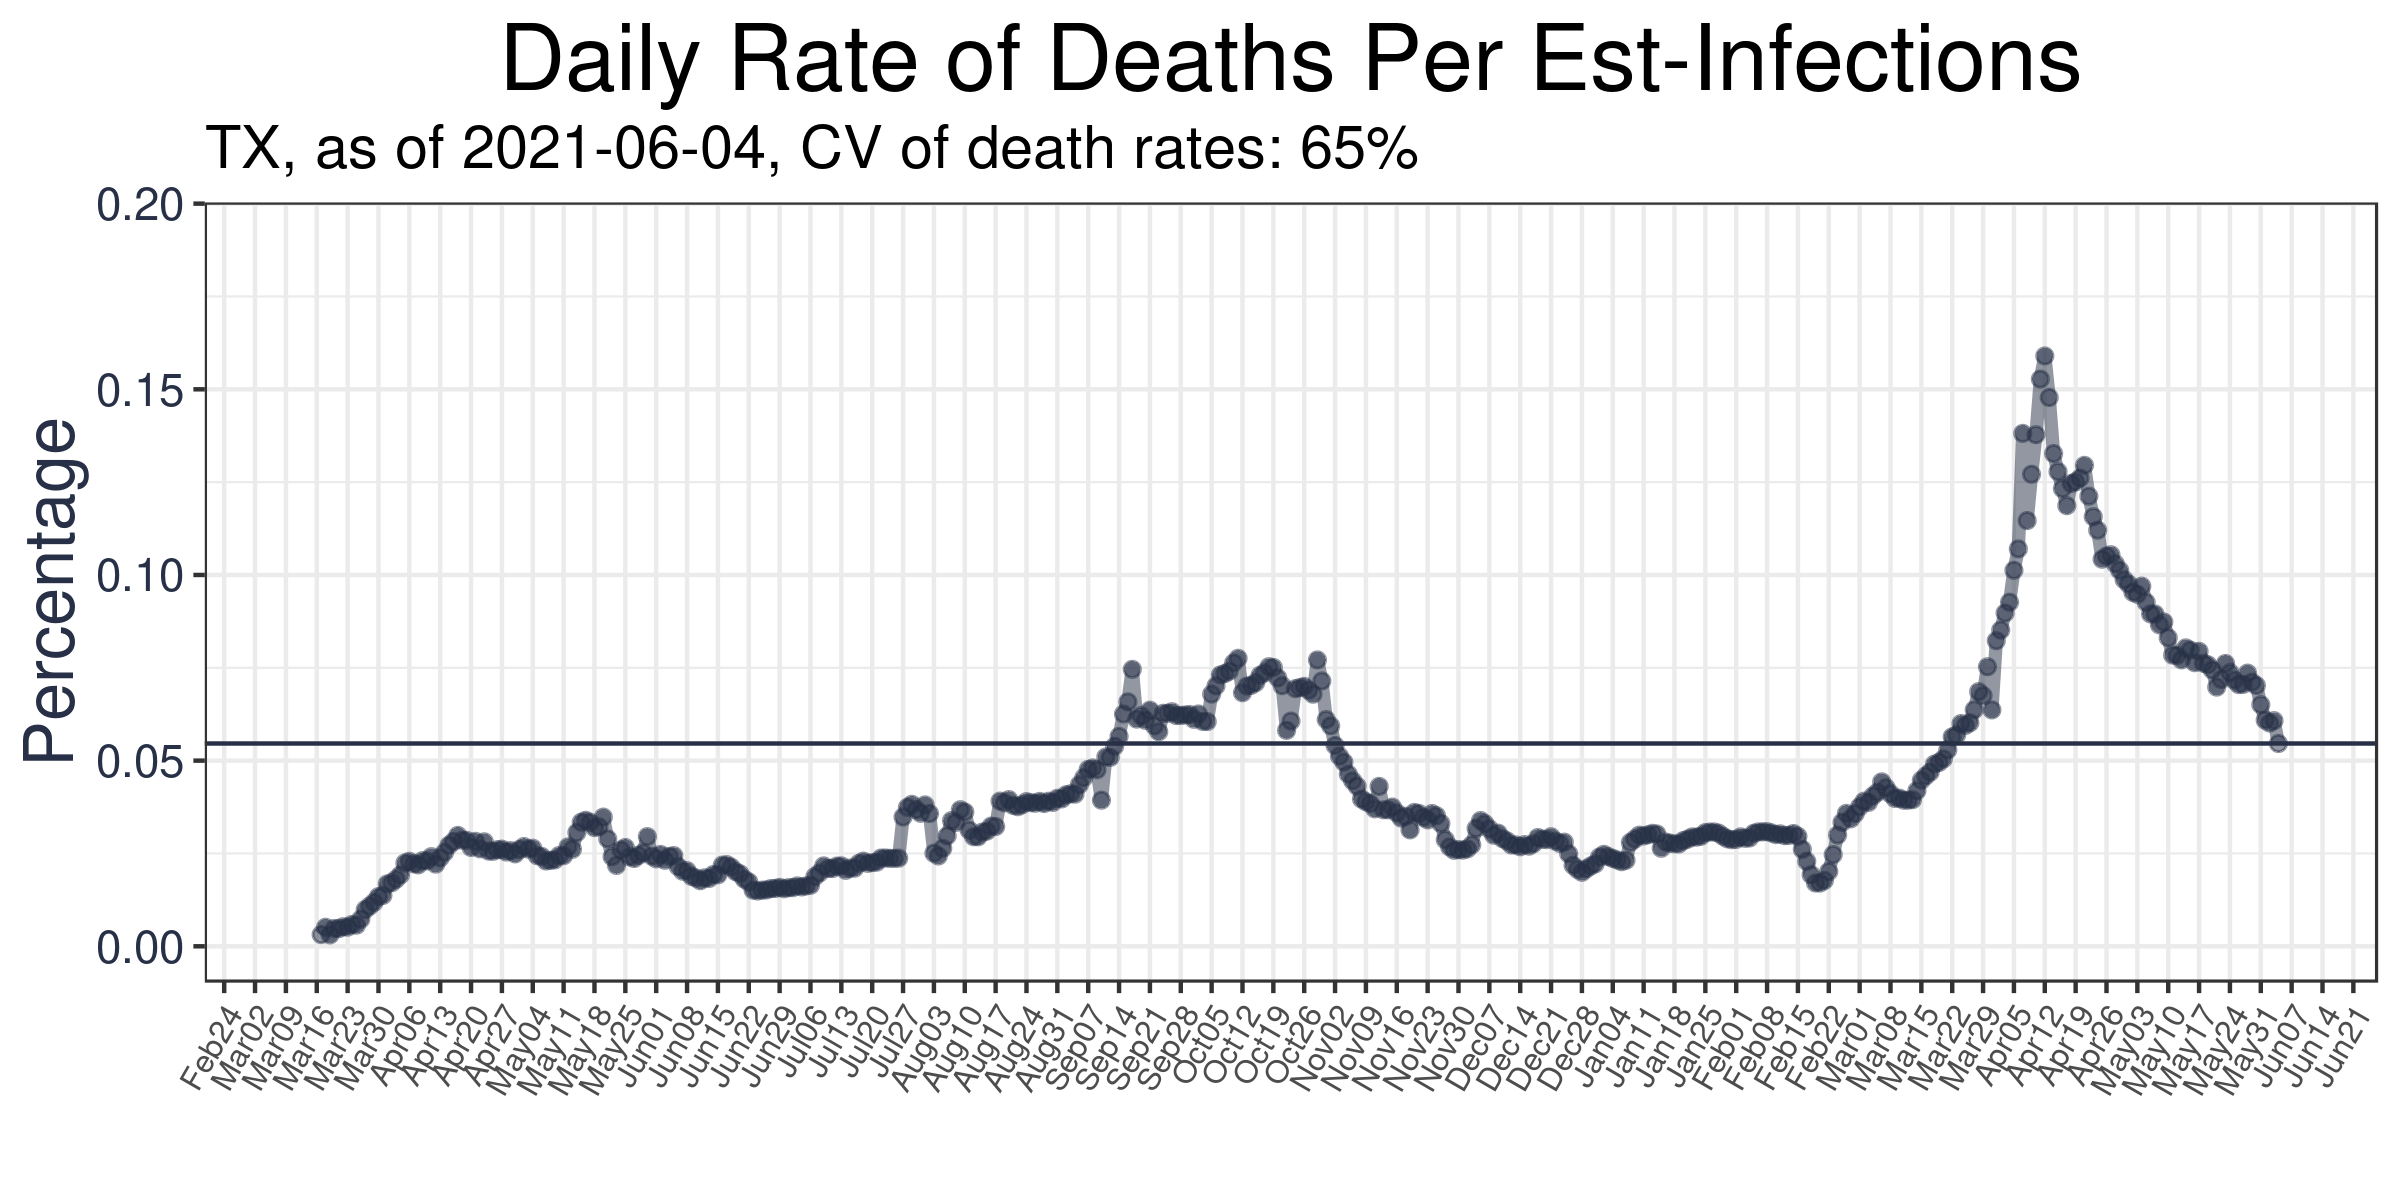 Daily Rate of Deaths Per Est-Infections
TX, as of 2021-06-04, CV of death rates: 65%
Percentage
0.20
0.15
0.10
0.05
0.00
Feb24
Mar02
Mar09
Mar16
Mar23
Mar30
Apr06
Apr13
Apr20
Apr27
May04
May11
May18
May25
Jun01
Jun08
Jun15
Jun22
Jun29
Jul06
Jul13
Jul20
Jul27
Aug03
Aug10
Aug17
Aug24
Aug31
Sep07
Sep14
Sep21
Sep28
Oct05
Oct12
Oct19
Oct26
Nov02
Nov09
Nov16
Nov23
Nov30
Dec07
Dec14
Dec21
Dec28
Jan04
Jan11
Jan18
Jan25
Feb01
Feb08
Feb15
Feb22
Mar01
Mar08
Mar15
Mar22
Mar29
Apr05
Apr12
Apr19
Apr26
May03
May10
May17
May24
May31
Jun07
Jun14
Jun21